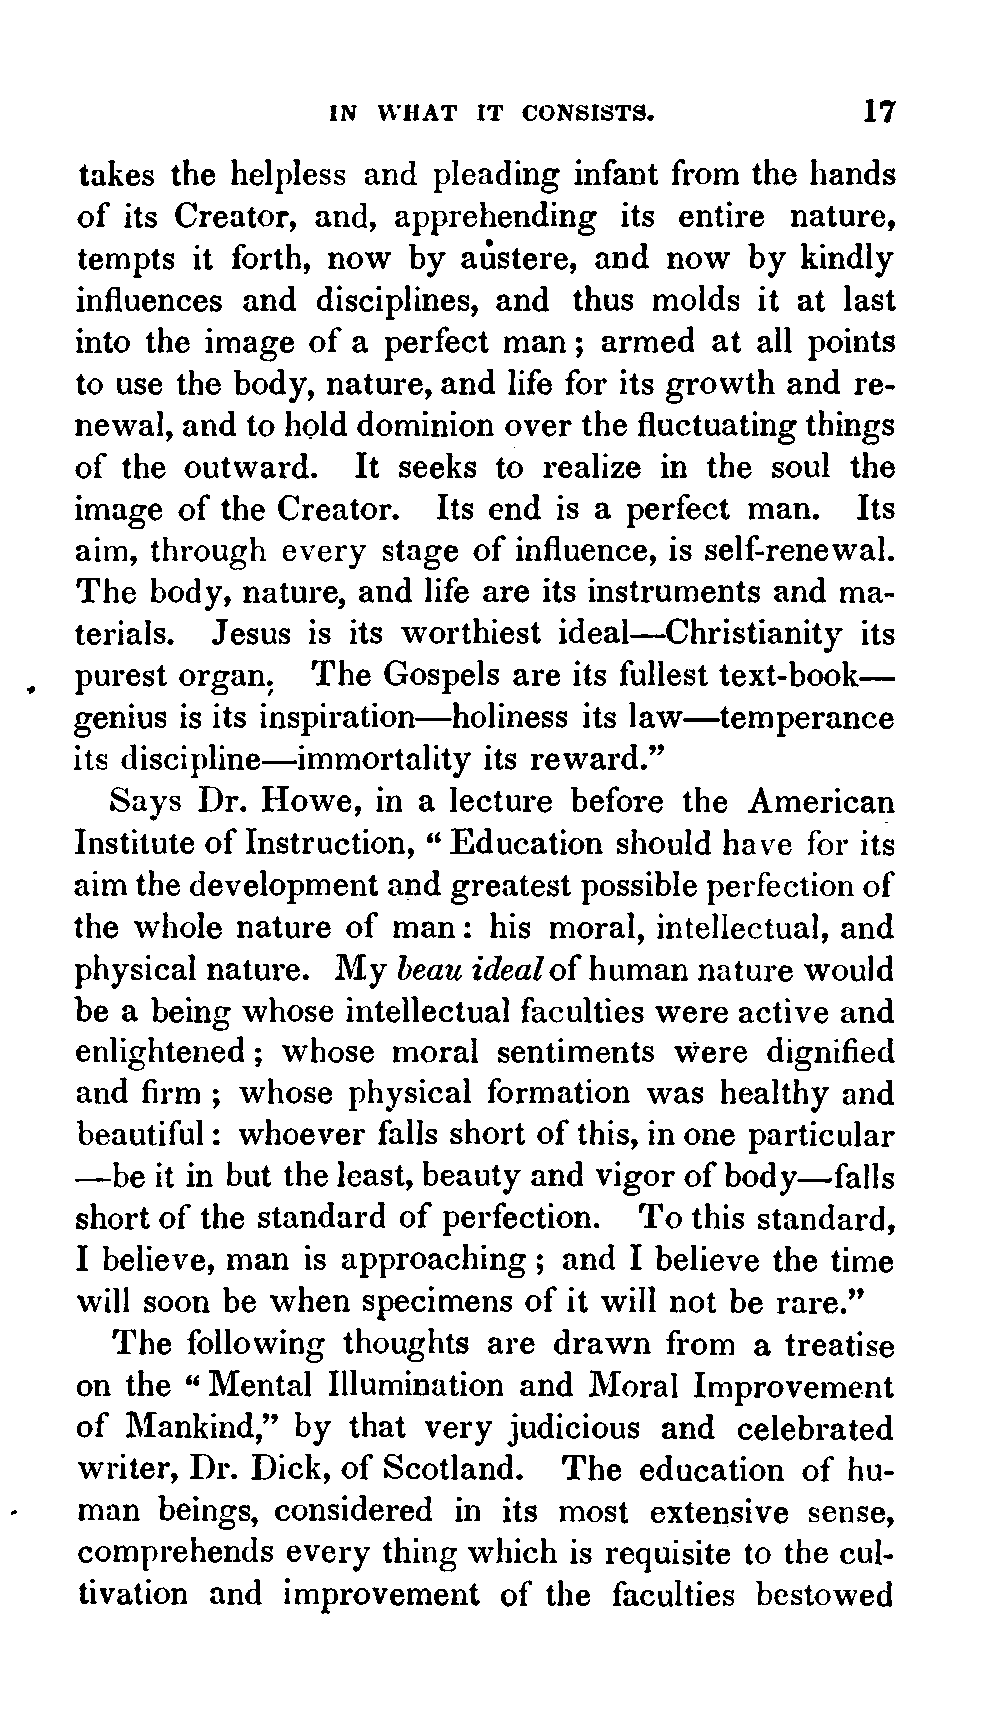 IN WHAT IT CONSISTS. 17
takes the helpless and pleading infant from the hands
of its Creator, and, apprehending its entire nature,
tempts it forth, now by austere, and now by kindly
influences and disciplines, and thus molds it at last
into the image of a perfect man; armed at all points
to use the body, nature, and life for its growth and re-
newal, and to hold dominion over the fluctuating things
of the outward. It seeks to realize in the soul the
image of the Creator. Its end is a perfect man. Its
aim, through every stage of influence, is self-renewal.
The body, nature, and life are its instruments and ma-
terials. Jesus is its worthiest ideal—Christianity its
purest organ. The Gospels are its fullest text-book—
genius is its inspiration—holiness its law—temperance
its discipline—immortality its reward.”
Says Dr. Howe, in a lecture before the American
Institute of Instruction, “Education should have for its
aim the development and greatest possible perfection of
the whole nature of man: his moral, intellectual, and
physical nature. My beau ideal of human nature would
be a being whose intellectual faculties were active and
enlightened; whose moral sentiments were dignified
and firm; whose physical formation was healthy and
beautiful: whoever falls short of this, in one particular
—be it in but the least, beauty and vigor of body—falls
short of the standard of perfection. To this standard,
I believe, man is approaching; and I believe the time
will soon be when specimens of it will not be rare.”
The following thoughts are drawn from a treatise
on the “Mental Illumination and Moral Improvement
of Mankind,” by that very judicious and celebrated
writer, Dr. Dick, of Scotland. The education of hu-
man beings, considered in its most extensive sense,
comprehends every thing which is requisite to the cul-
tivation and improvement of the faculties bestowed